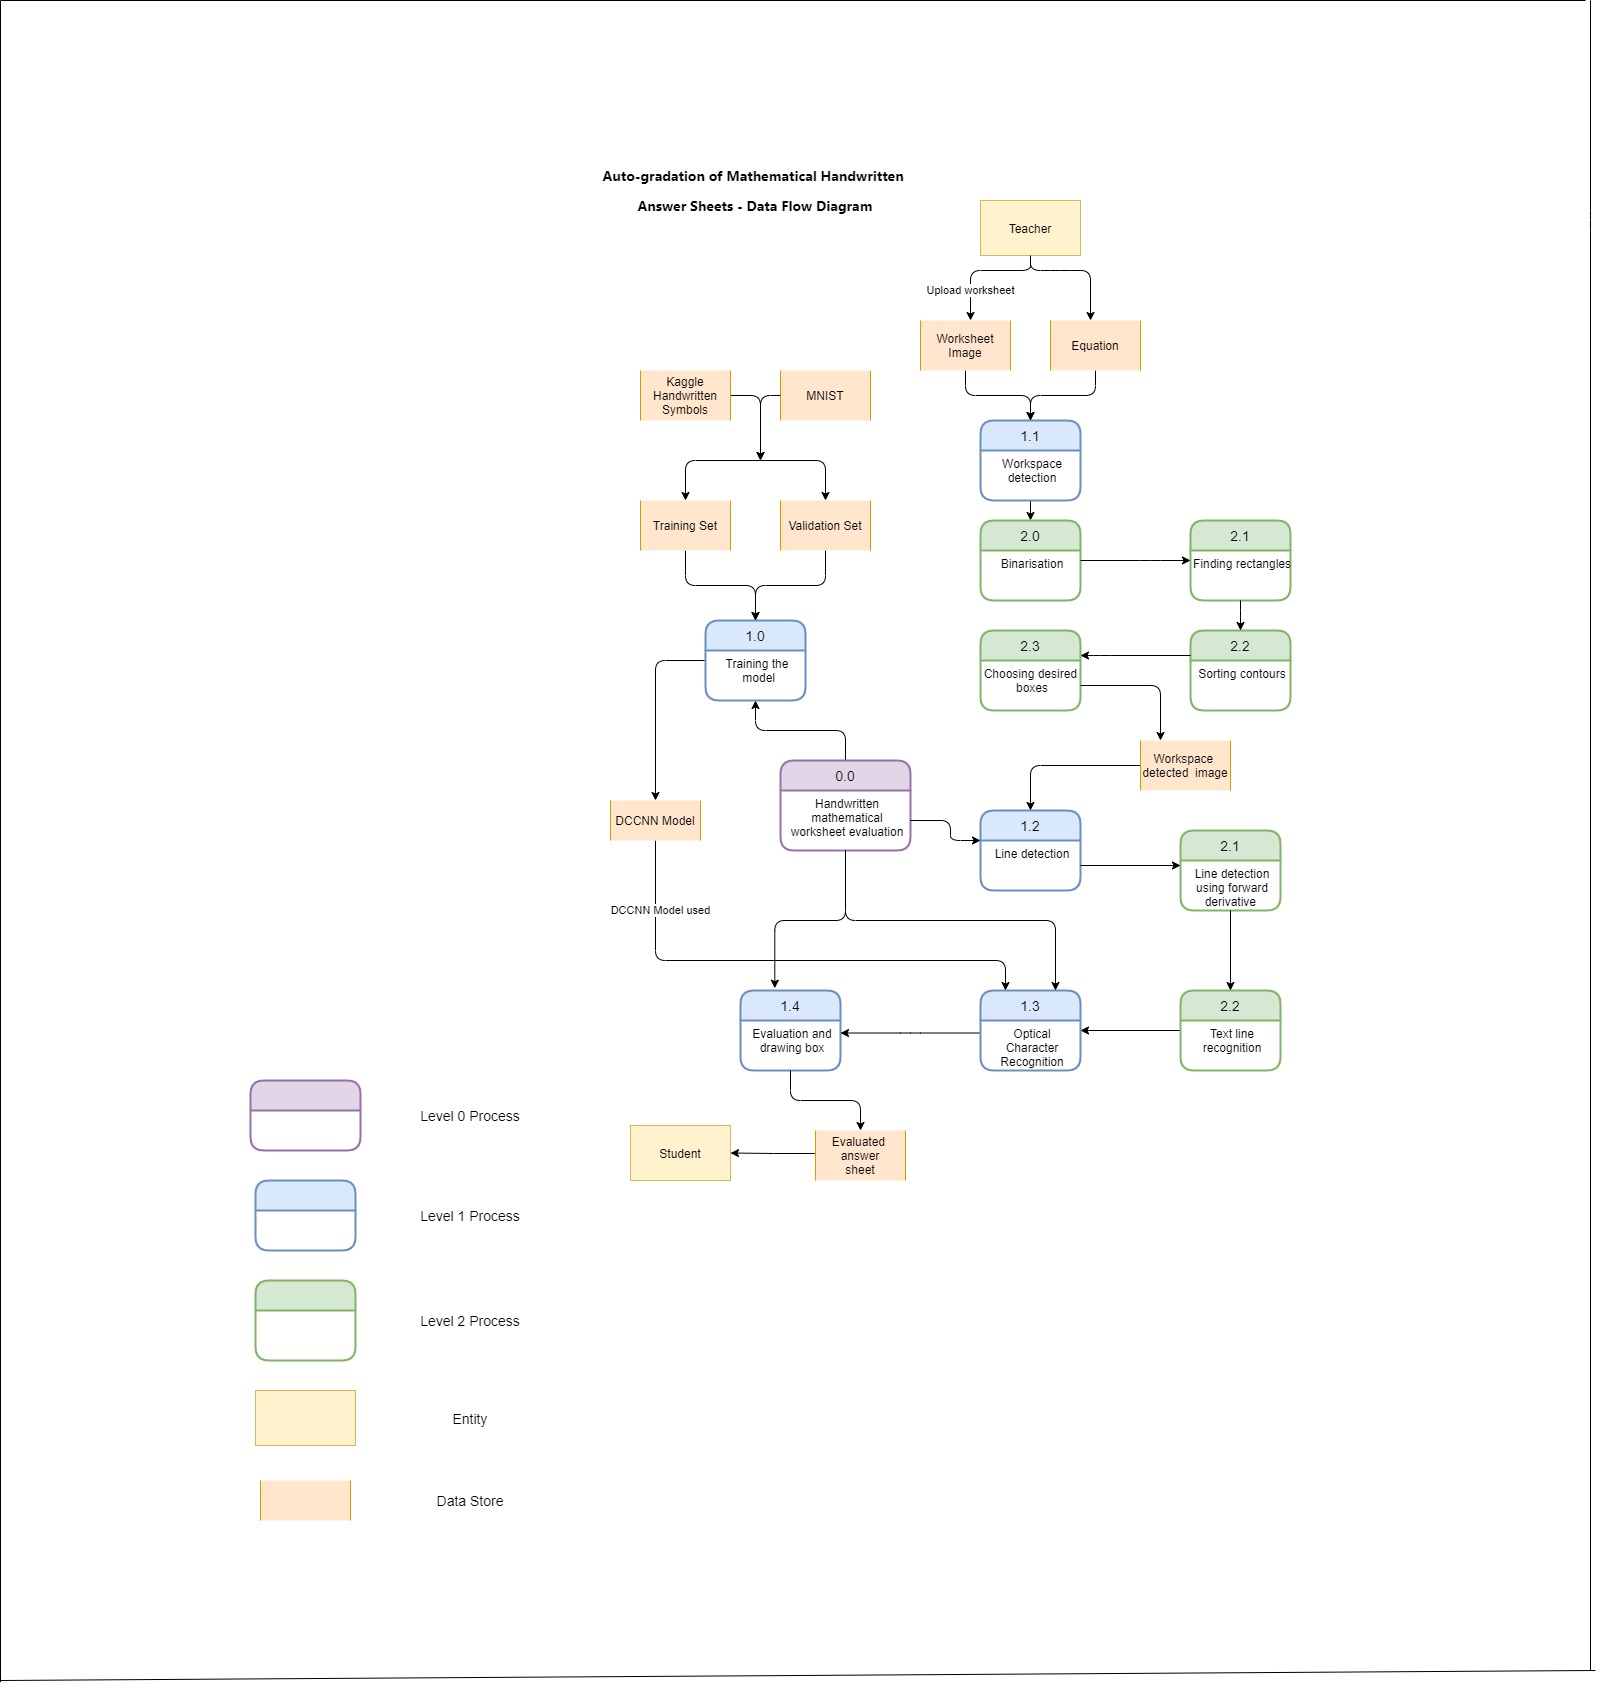 Auto-gradation of Mathematical Handwritten
Answer Sheets - Data Flow Diagram
Teacher
Upload worksheet
Worksheet
Image
Equation
Kaggle
Handwritten
Symbols
MNIST
1.1
Workspace
detection
Training Set
Validation Set
2.0
Binarisation
2.1
Finding rectangles
1.0
Training the
model
2.3
Choosing desired
boxes
2.2
Sorting contours
Workspace
detected  image
0.0
Handwritten
mathematical
worksheet evaluation
DCCNN Model
1.2
Line detection
2.1
Line detection
using forward
derivative
DCCNN Model used
1.4
Evaluation and
drawing box
1.3
Optical
Character
Recognition
2.2
Text line
recognition
Student
Evaluated
answer
sheet
Level 0 Process
Level 1 Process
Level 2 Process
Entity
Data Store